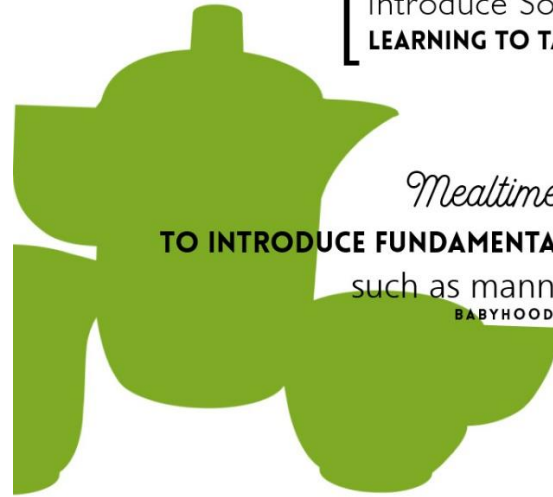 Introduce So
LEARNING TO TA
Mealtime
TO INTRODUCE FUNDAMENTA
such as mann
BABYHOOD